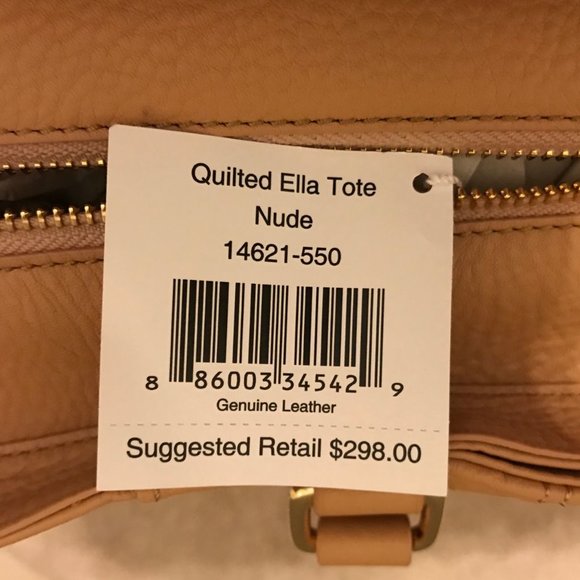 Quilted Ella Tote
Nude
14621-550
8 86003 34542 9
Genuine Leather
Suggested Retail $298.00